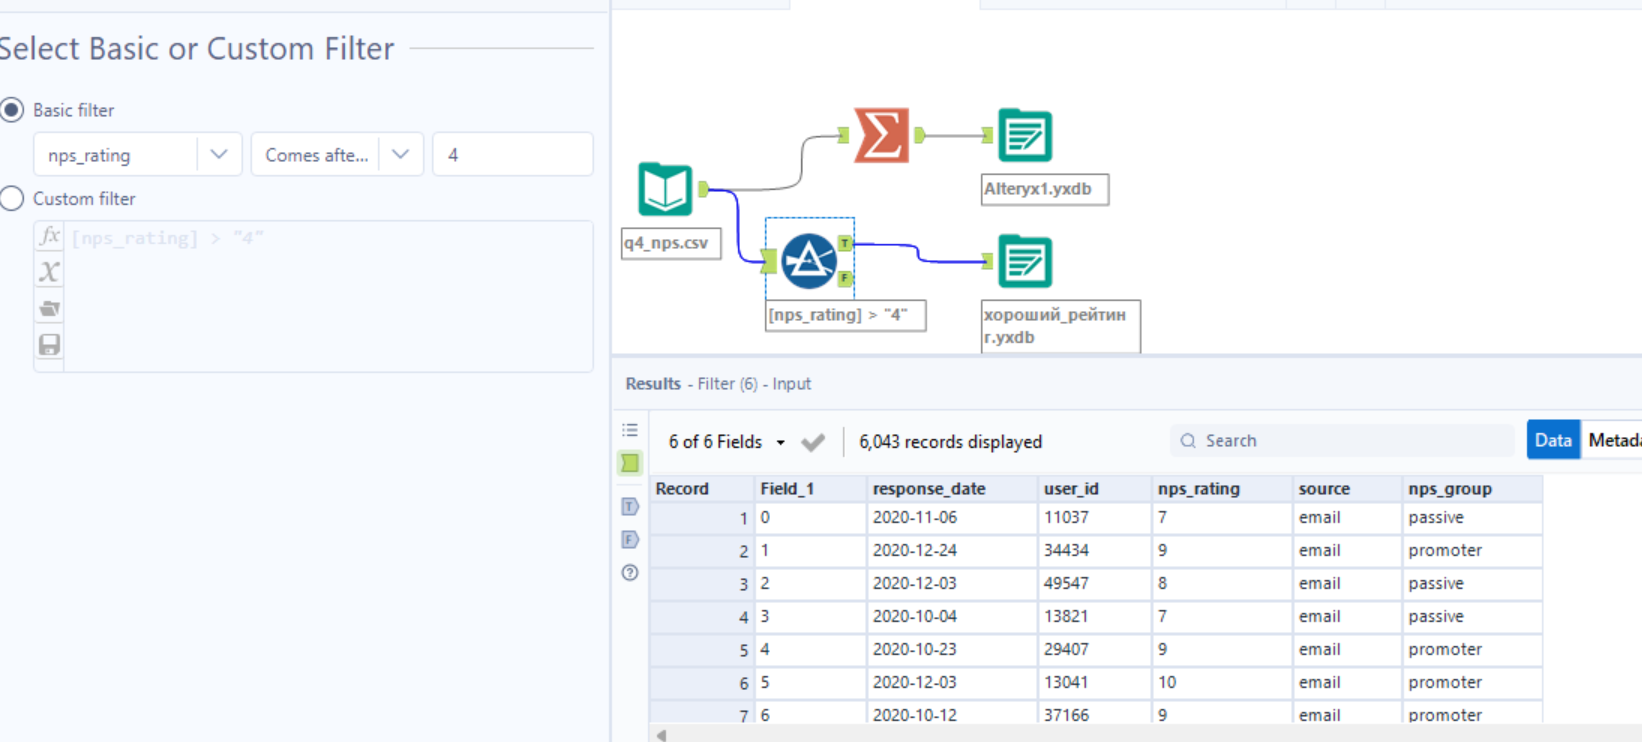 Select Basic or Custom Filter
Basic filter
nps_rating
Comes afte...
4
Custom filter
fx
[nps_rating] > "4"
X
Σ
Alteryx1.yxdb
q4_nps.csv
T
F
[nps_rating] > "4"
хороший_рейтин
г.yxdb
Results - Filter (6) - Input
6 of 6 Fields
6,043 records displayed
Search
Data
Metad
T
F
?
Record Field_1 response_date user_id nps_rating source nps_group
1 0 2020-11-06 11037 7 email passive
2 1 2020-12-24 34434 9 email promoter
3 2 2020-12-03 49547 8 email passive
4 3 2020-10-04 13821 7 email passive
5 4 2020-10-23 29407 9 email promoter
6 5 2020-12-03 13041 10 email promoter
7 6 2020-10-12 37166 9 email promoter